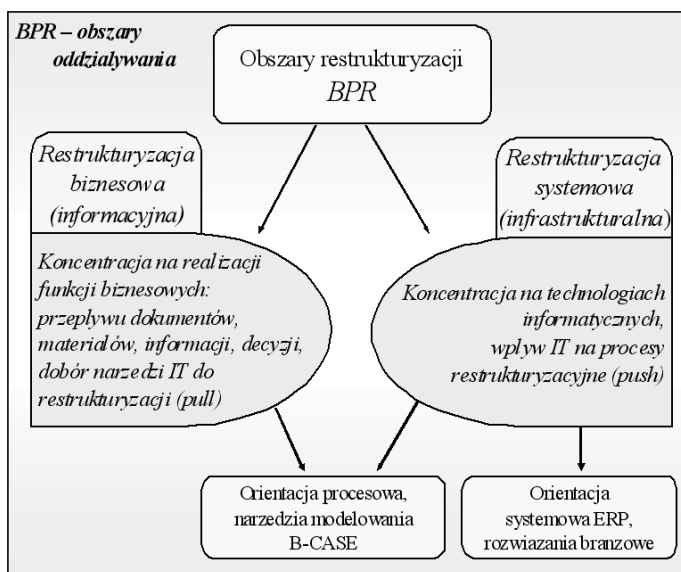 BPR – obszary
oddzialywania
Obszary restrukturyzacji
BPR
Restrukturyzacja
biznesowa
(informacyjna)
Restrukturyzacja
systemowa
(infrastrukturalna)
Koncentracja na realizacji
funkcji biznesowych:
przeplywu dokumentów,
materialów, informacji, decyzji,
dobór narzedzi IT do
restrukturyzacji (pull)
Koncentracja na technologiach
informatycznych,
wplyw IT na procesy
restrukturyzacyjne (push)
Orientacja procesowa,
narzedzia modelowania
B-CASE
Orientacja
systemowa ERP,
rozwiazania branzowe